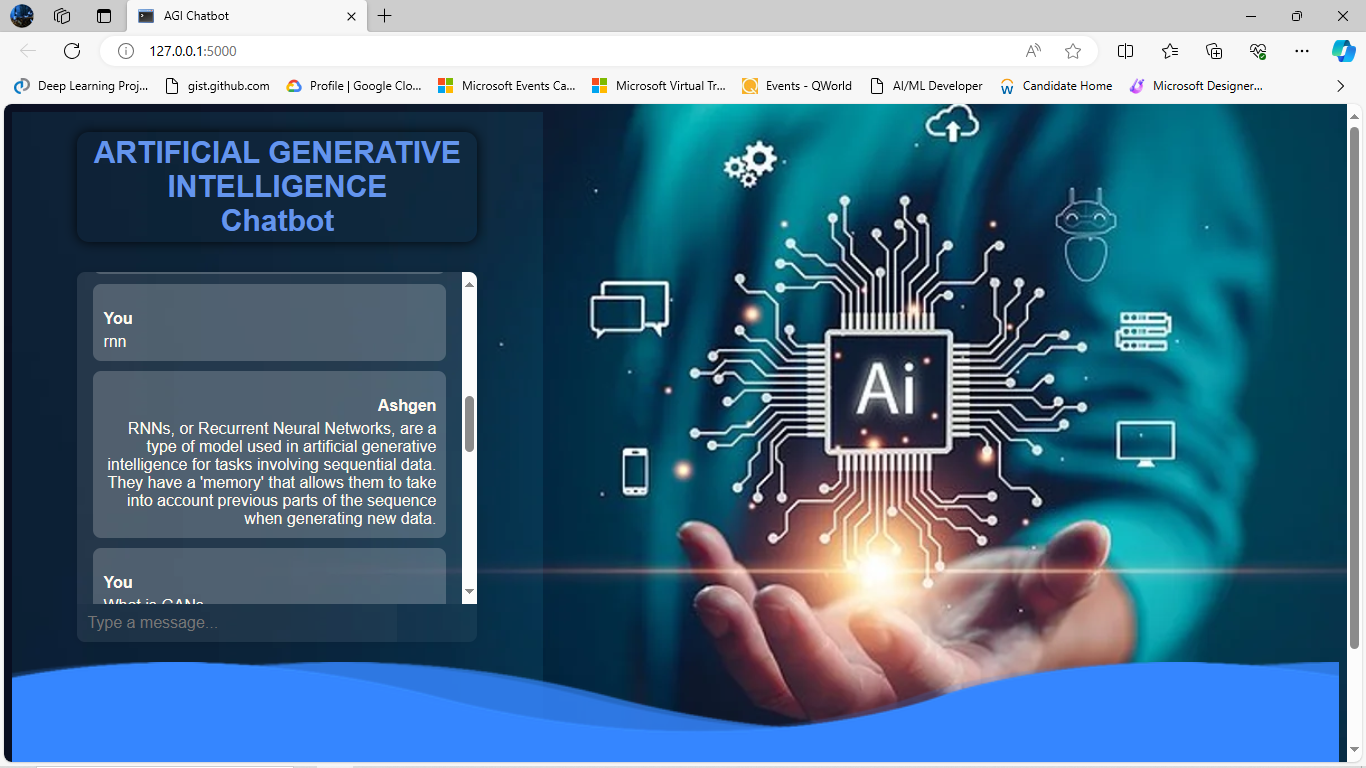 AGI Chatbot
127.0.0.1:5000
Deep Learning Proj...
gist.github.com
Profile | Google Clo...
Microsoft Events Ca...
Microsoft Virtual Tr...
Events - QWorld
AI/ML Developer
Candidate Home
Microsoft Designer...
ARTIFICIAL GENERATIVE
INTELLIGENCE
Chatbot
You
rnn
Ashgen
RNNs, or Recurrent Neural Networks, are a
type of model used in artificial generative
intelligence for tasks involving sequential data.
They have a 'memory' that allows them to take
into account previous parts of the sequence
when generating new data.
You
What is GANs
Type a message...
Ai